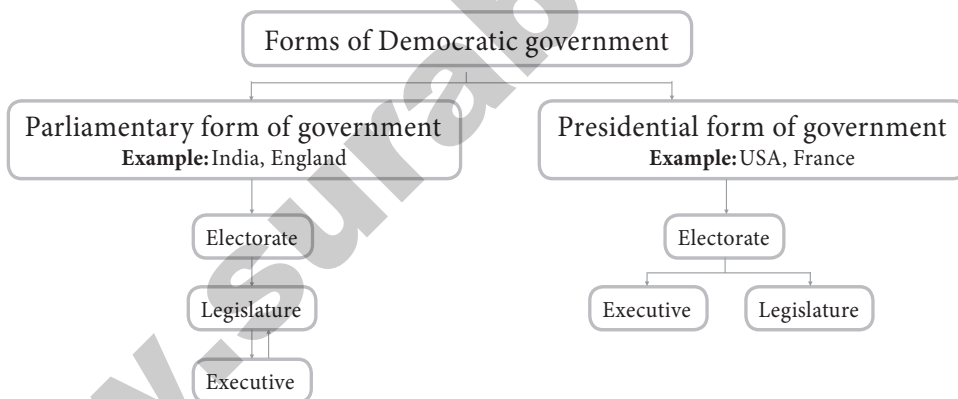 Forms of Democratic government
Parliamentary form of government
Example: India, England
Presidential form of government
Example: USA, France
Electorate
Electorate
Legislature
Executive
Legislature
Executive